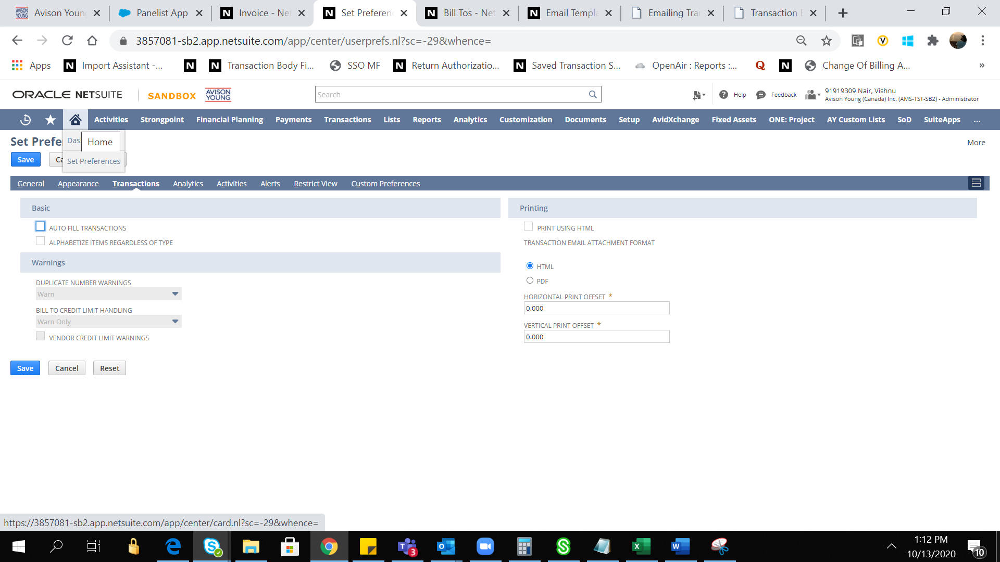 Avison Youn
Panelist App
Invoice - Net
Set Preferen
Bill Tos - Net
Email Templa
Emailing Tran
Transaction E
3857081-sb2.app.netsuite.com/app/center/userprefs.nl?sc=-29&whence=
Apps
Import Assistant -...
Transaction Body Fi...
SSO MF
Return Authorizatio...
Saved Transaction S...
OpenAir : Reports :...
Change Of Billing A...
»
ORACLE NETSUITE
SANDBOX
AVISON
YOUNG
Search
Help
Feedback
91919309 Nair, Vishnu
Avison Young (Canada) Inc. (AMS-TST-SB2) - Administrator
Activities
Strongpoint
Financial Planning
Payments
Transactions
Lists
Reports
Analytics
Customization
Documents
Setup
AvidXchange
Fixed Assets
ONE: Project
AY Custom Lists
SoD
SuiteApps
...
Set Prefe
Das
Home
Set Preferences
More
Save
Ca
General
Appearance
Transactions
Analytics
Activities
Alerts
Restrict View
Custom Preferences
Basic
AUTO FILL TRANSACTIONS
ALPHABETIZE ITEMS REGARDLESS OF TYPE
Warnings
DUPLICATE NUMBER WARNINGS
Warn
BILL TO CREDIT LIMIT HANDLING
Warn Only
VENDOR CREDIT LIMIT WARNINGS
Printing
PRINT USING HTML
TRANSACTION EMAIL ATTACHMENT FORMAT
HTML
PDF
HORIZONTAL PRINT OFFSET *
0.000
VERTICAL PRINT OFFSET *
0.000
Save
Cancel
Reset
https://3857081-sb2.app.netsuite.com/app/center/card.nl?sc=-29&whence=
3
1:12 PM
10/13/2020
10